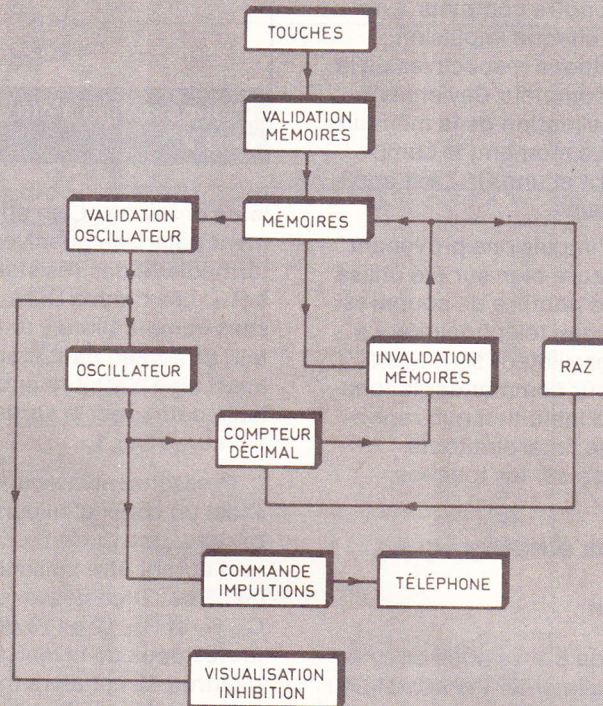 TOUCHES
VALIDATION
MÉMOIRES
VALIDATION
OSCILLATEUR
MÉMOIRES
OSCILLATEUR
INVALIDATION
MÉMOIRES
RAZ
COMPTEUR
DÉCIMAL
COMMANDE
IMPULTIONS
TÉLÉPHONE
VISUALISATION
INHIBITION